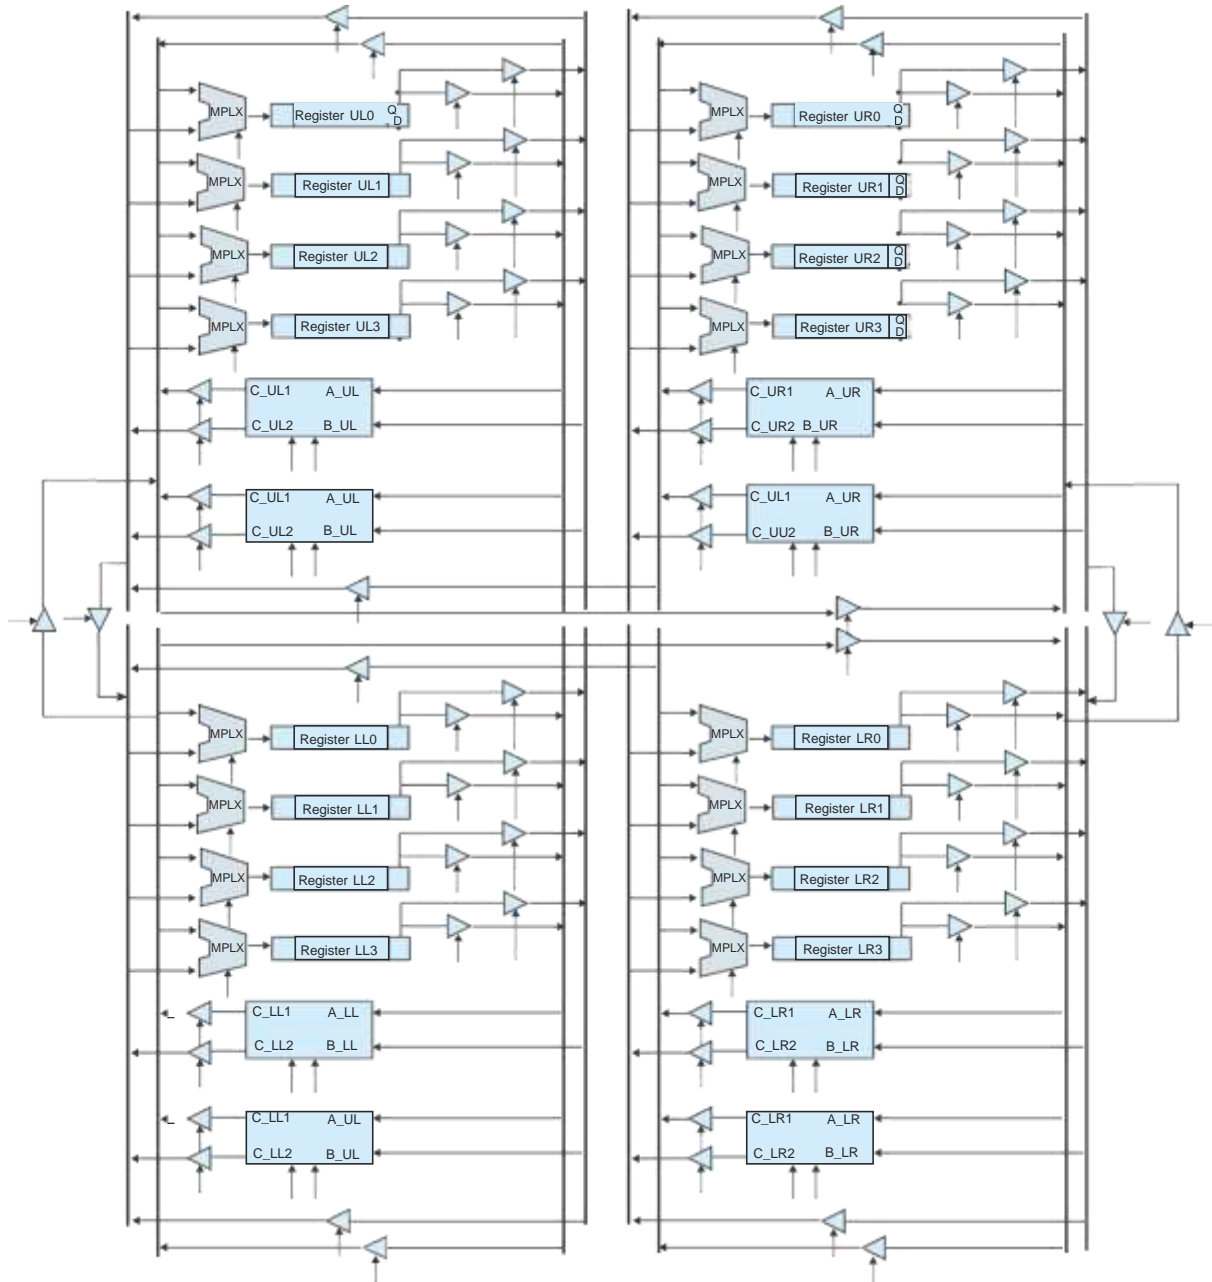 MPLX Register UL0 Q
D
MPLX Register UR0 Q
D
MPLX Register UL1
MPLX Register UR1 Q
D
MPLX Register UL2
MPLX Register UR2 Q
D
MPLX Register UL3
MPLX Register UR3 Q
D
C_UL1 A_UL
C_UL2 B_UL
C_UR1 A_UR
C_UR2 B_UR
C_UL1 A_UL
C_UL2 B_UL
C_UL1 A_UR
C_UU2 B_UR
MPLX Register LL0
MPLX Register LR0
MPLX Register LL1
MPLX Register LR1
MPLX Register LL2
MPLX Register LR2
MPLX Register LL3
MPLX Register LR3
L C_LL1 A_LL
C_LL2 B_LL
C_LR1 A_LR
C_LR2 B_LR
L C_LL1 A_UL
C_LL2 B_UL
C_LR1 A_LR
C_LR2 B_LR